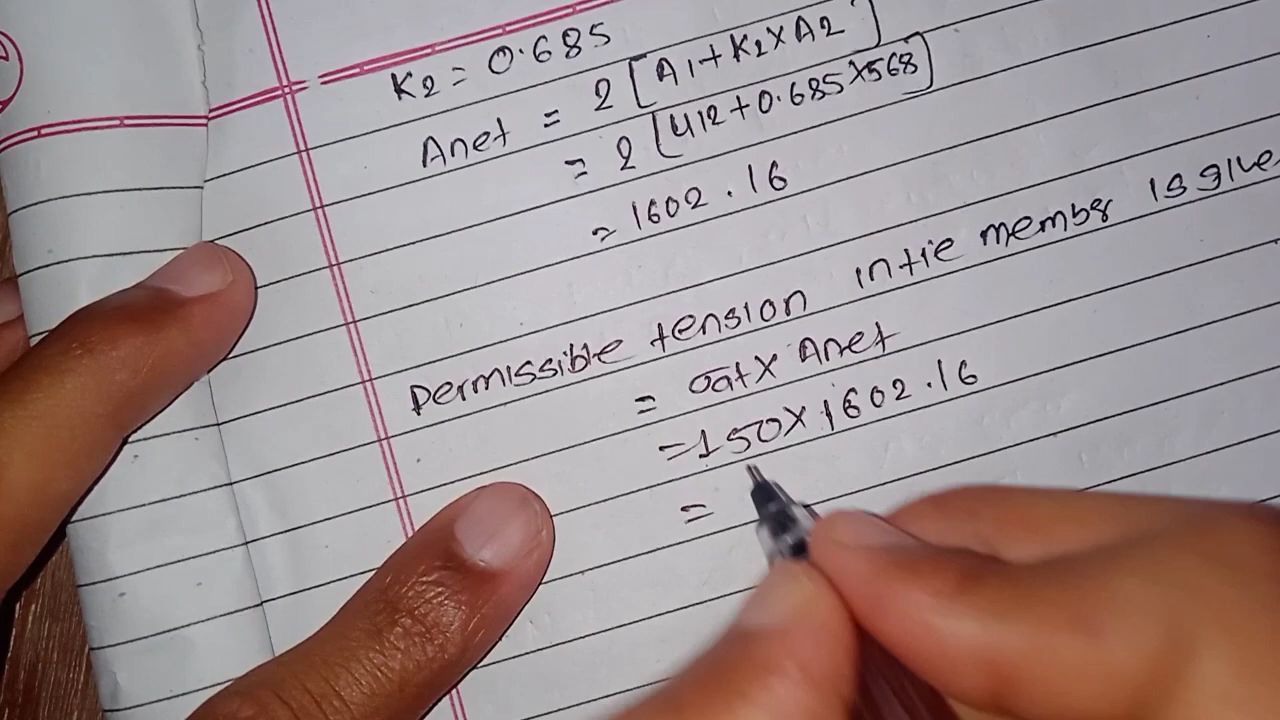 K2 = 0.685
Anet = 2 [A1 + K2 X A2]
= 2 [412 + 0.685 X 568]
= 1602.16
Permissible tension in tie member is give
= σat X Anet
= 150 X 1602.16
=